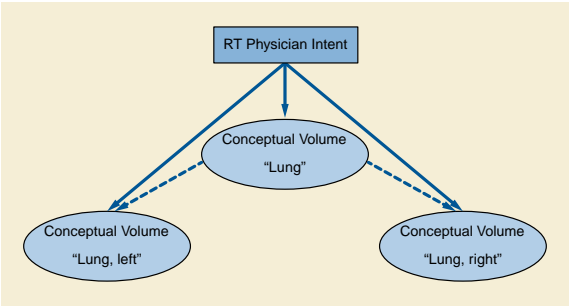 RT Physician Intent
Conceptual Volume
“Lung”
Conceptual Volume
“Lung, left”
Conceptual Volume
“Lung, right”